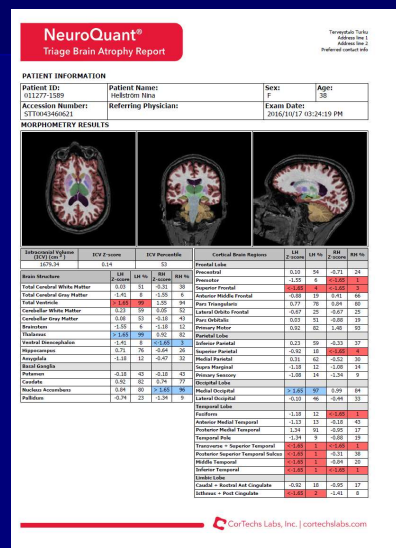 NeuroQuant®
Triage Brain Atrophy Report
Terveystalo Turku
Address line 1
Address line 2
Preferred contact info
PATIENT INFORMATION
Patient ID: Patient Name: Sex: Age:
011277-1589 Hellström Nina F 38
Accession Number: Referring Physician: Exam Date:
STT0043460621 2016/10/17 03:24:19 PM
MORPHOMETRY RESULTS
Intracranial Volume (ICV) (cm³) ICV Z-score ICV Percentile
1679.34 0.14 53
Brain Structure LH Z-score LH % RH Z-score RH %
Total Cerebral White Matter 0.03 51 -0.31 38
Total Cerebral Gray Matter -1.41 8 -1.55 6
Total Ventricle > 1.65 99 1.55 94
Cerebellar White Matter 0.23 59 0.05 52
Cerebellar Gray Matter 0.08 53 -0.18 43
Brainstem -1.55 6 -1.18 12
Thalamus > 1.65 99 0.92 82
Ventral Diencephalon -1.41 8 <-1.65 3
Hippocampus 0.71 76 -0.64 26
Amygdala -1.18 12 -0.47 32
Basal Ganglia
Putamen -0.18 43 -0.18 43
Caudate 0.92 82 0.74 77
Nucleus Accumbens 0.84 80 > 1.65 96
Pallidum -0.74 23 -1.34 9
Cortical Brain Regions LH Z-score LH % RH Z-score RH %
Frontal Lobe
Precentral 0.10 54 -0.71 24
Premotor -1.55 6 <-1.65 1
Superior Frontal <-1.65 4 <-1.65 3
Anterior Middle Frontal -0.88 19 0.41 66
Lateral Orbito Frontal -0.67 25 -0.67 25
Pars Triangularis 0.77 78 0.84 80
Pars Orbitalis 0.03 51 -0.88 19
Primary Motor 0.92 82 1.48 93
Parietal Lobe
Inferior Parietal 0.23 59 -0.33 37
Superior Parietal -0.92 18 <-1.65 4
Medial Parietal 0.31 62 -0.52 30
Supra Marginal -1.18 12 -1.08 14
Primary Sensory -1.08 14 -1.34 9
Occipital Lobe
Medial Occipital > 1.65 97 0.99 84
Lateral Occipital -0.10 46 -0.44 33
Temporal Lobe
Fusiform -1.18 12 <-1.65 1
Anterior Medial Temporal -1.13 13 -0.18 43
Posterior Medial Temporal 1.34 91 -0.95 17
Temporal Pole -1.34 9 -0.88 19
Transverse + Superior Temporal <-1.65 1 <-1.65 1
Posterior Superior Temporal Sulcus <-1.65 1 -0.31 38
Middle Temporal <-1.65 1 -0.84 20
Inferior Temporal <-1.65 1 <-1.65 1
Limbic Lobe
Caudal + Rostral Ant Cingulate -0.92 18 -0.95 17
Isthmus + Post Cingulate <-1.65 2 -1.41 8
CorTechs Labs, Inc. | cortechslabs.com